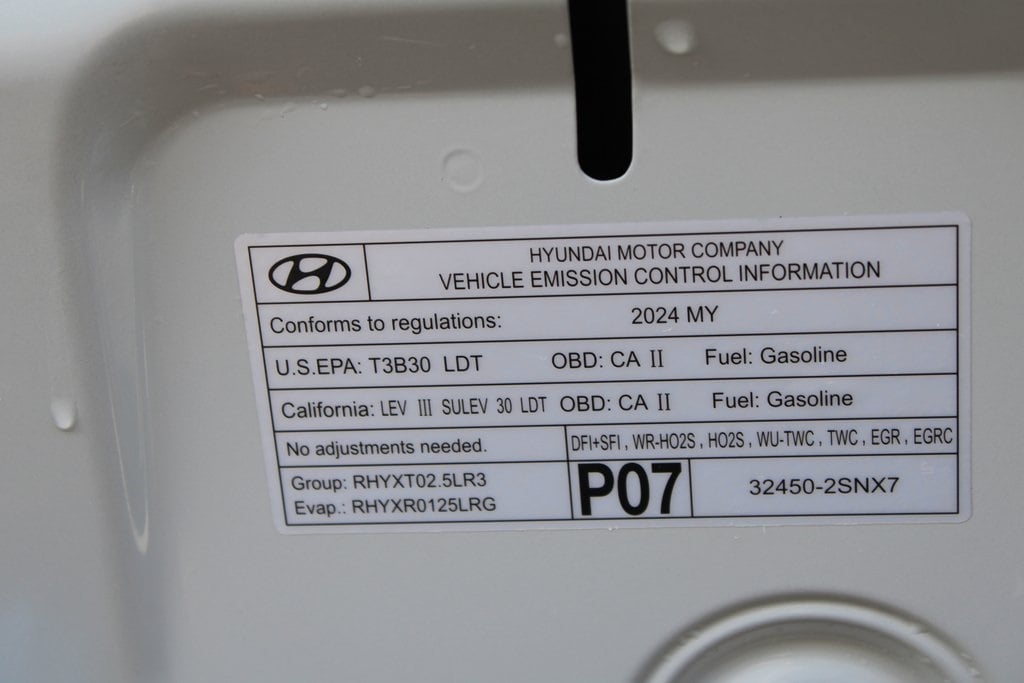 HYUNDAI MOTOR COMPANY
VEHICLE EMISSION CONTROL INFORMATION
Conforms to regulations: 2024 MY
U.S.EPA: T3B30 LDT OBD: CA II Fuel: Gasoline
California: LEV III SULEV 30 LDT OBD: CA II Fuel: Gasoline
No adjustments needed. DFI+SFI , WR-HO2S , HO2S , WU-TWC , TWC , EGR , EGRC
Group: RHYXT02.5LR3
Evap.: RHYXR0125LRG
P07
32450-2SNX7